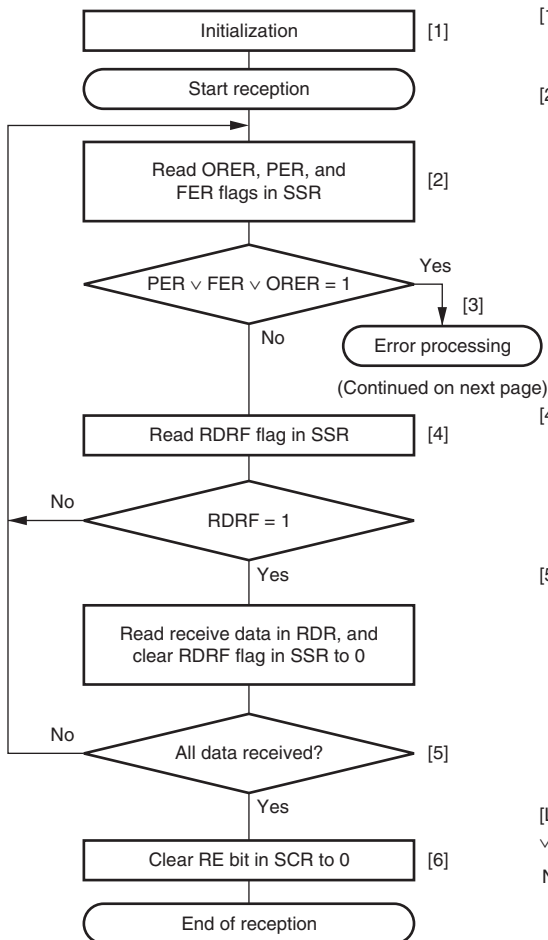 Initialization
[1]
Start reception
Read ORER, PER, and
FER flags in SSR
[2]
PER ∨ FER ∨ ORER = 1
Yes
No
[3]
Error processing
(Continued on next page)
Read RDRF flag in SSR
[4]
No
RDRF = 1
Yes
Read receive data in RDR, and
clear RDRF flag in SSR to 0
No
All data received?
[5]
Yes
Clear RE bit in SCR to 0
[6]
End of reception